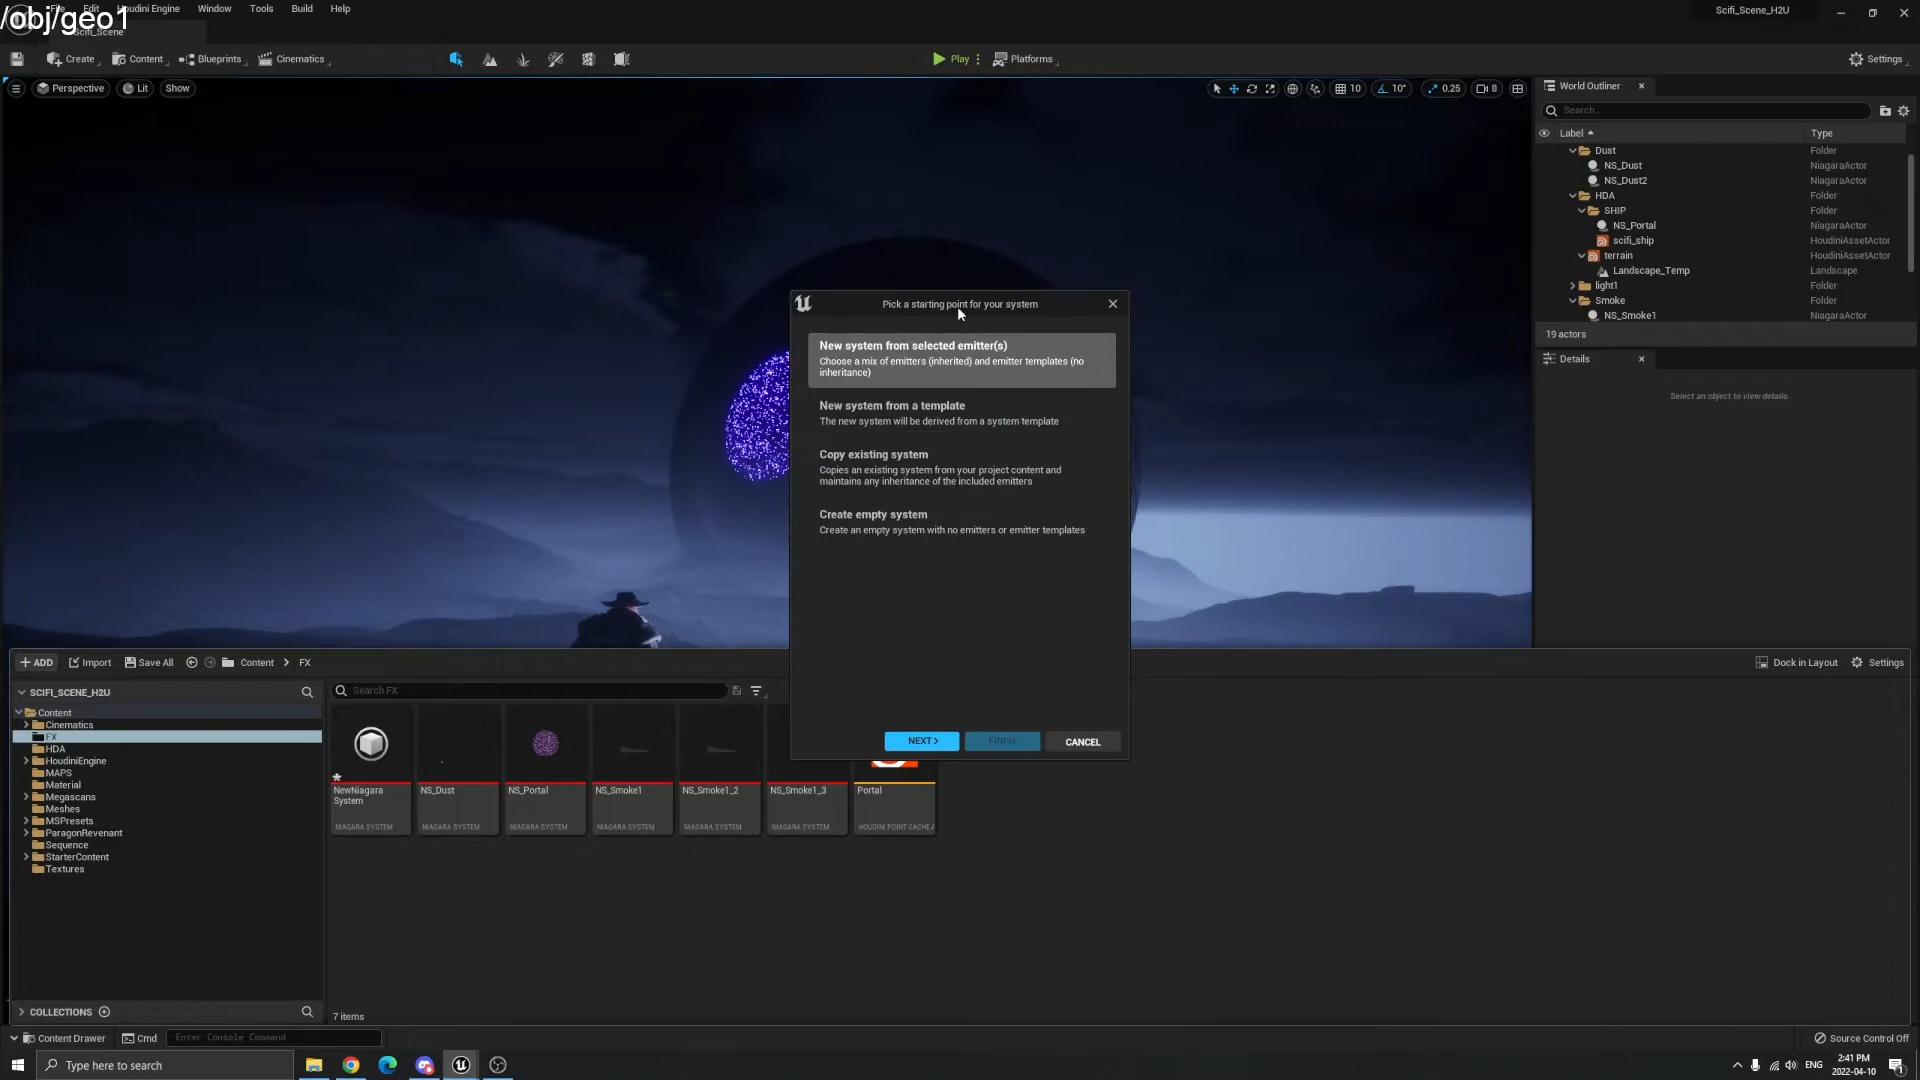 /obj/geo1
File Edit Houdini Engine Window Tools Build Help
Scifi_Scene_H2U
Scifi_Scene
Create Content Blueprints Cinematics Play Platforms Settings
Perspective Lit Show
10 10° 0.25 8
World Outliner
Search...
Label Type
Dust Folder
NS_Dust NiagaraActor
NS_Dust2 NiagaraActor
HDA Folder
SHIP Folder
NS_Portal NiagaraActor
scifi_ship HoudiniAssetActor
terrain HoudiniAssetActor
Landscape_Temp Landscape
light1 Folder
Smoke Folder
NS_Smoke1 NiagaraActor
19 actors
Details
Select an object to view details.
Pick a starting point for your system
New system from selected emitter(s)
Choose a mix of emitters (inherited) and emitter templates (no
inheritance)
New system from a template
The new system will be derived from a system template
Copy existing system
Copies an existing system from your project content and
maintains any inheritance of the included emitters
Create empty system
Create an empty system with no emitters or emitter templates
NEXT> FINISH CANCEL
+ ADD Import Save All Content > FX Dock in Layout Settings
SCIFI_SCENE_H2U
Search FX
Content
Cinematics
FX
HDA
HoudiniEngine
MAPS
Material
Megascans
Meshes
MSPresets
ParagonRevenant
Sequence
StarterContent
Textures
NewNiagara
System
NIAGARA SYSTEM
NS_Dust
NIAGARA SYSTEM
NS_Portal
NIAGARA SYSTEM
NS_Smoke1
NIAGARA SYSTEM
NS_Smoke1_2
NIAGARA SYSTEM
NS_Smoke1_3
NIAGARA SYSTEM
Portal
HOUDINI POINT CACHE A
COLLECTIONS
7 items
Content Drawer Cmd Enter Console Command Source Control Off
Type here to search
ENG
2:41 PM
2022-04-10
1